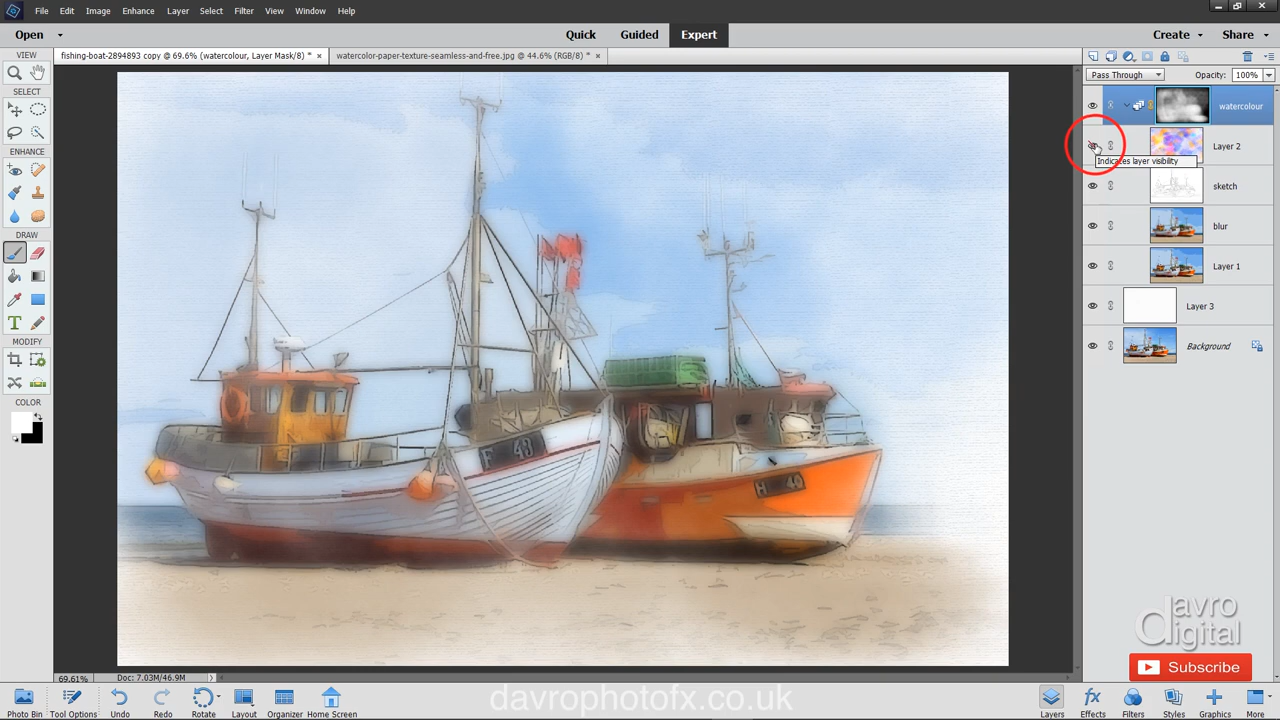 File Edit Image Enhance Layer Select Filter View Window Help
Open Quick Guided Expert Create Share
fishing-boat-2894893 copy @ 69.6% (watercolour, Layer Mask/8) * × watercolor-paper-texture-seamless-and-free.jpg @ 44.6% (RGB/8) * ×
VIEW
SELECT
ENHANCE
DRAW
MODIFY
COLOR
Pass Through Opacity: 100%
watercolour
Layer 2
Indicates layer visibility
sketch
blur
Layer 1
Layer 3
Background
H 43
H 49
davro
digital
Subscribe
69.61% Doc: 7.03M/46.9M
Photo Bin Tool Options Undo Redo Rotate Layout Organizer Home Screen
davrophotofx.co.uk
Layers Effects Filters Styles Graphics More